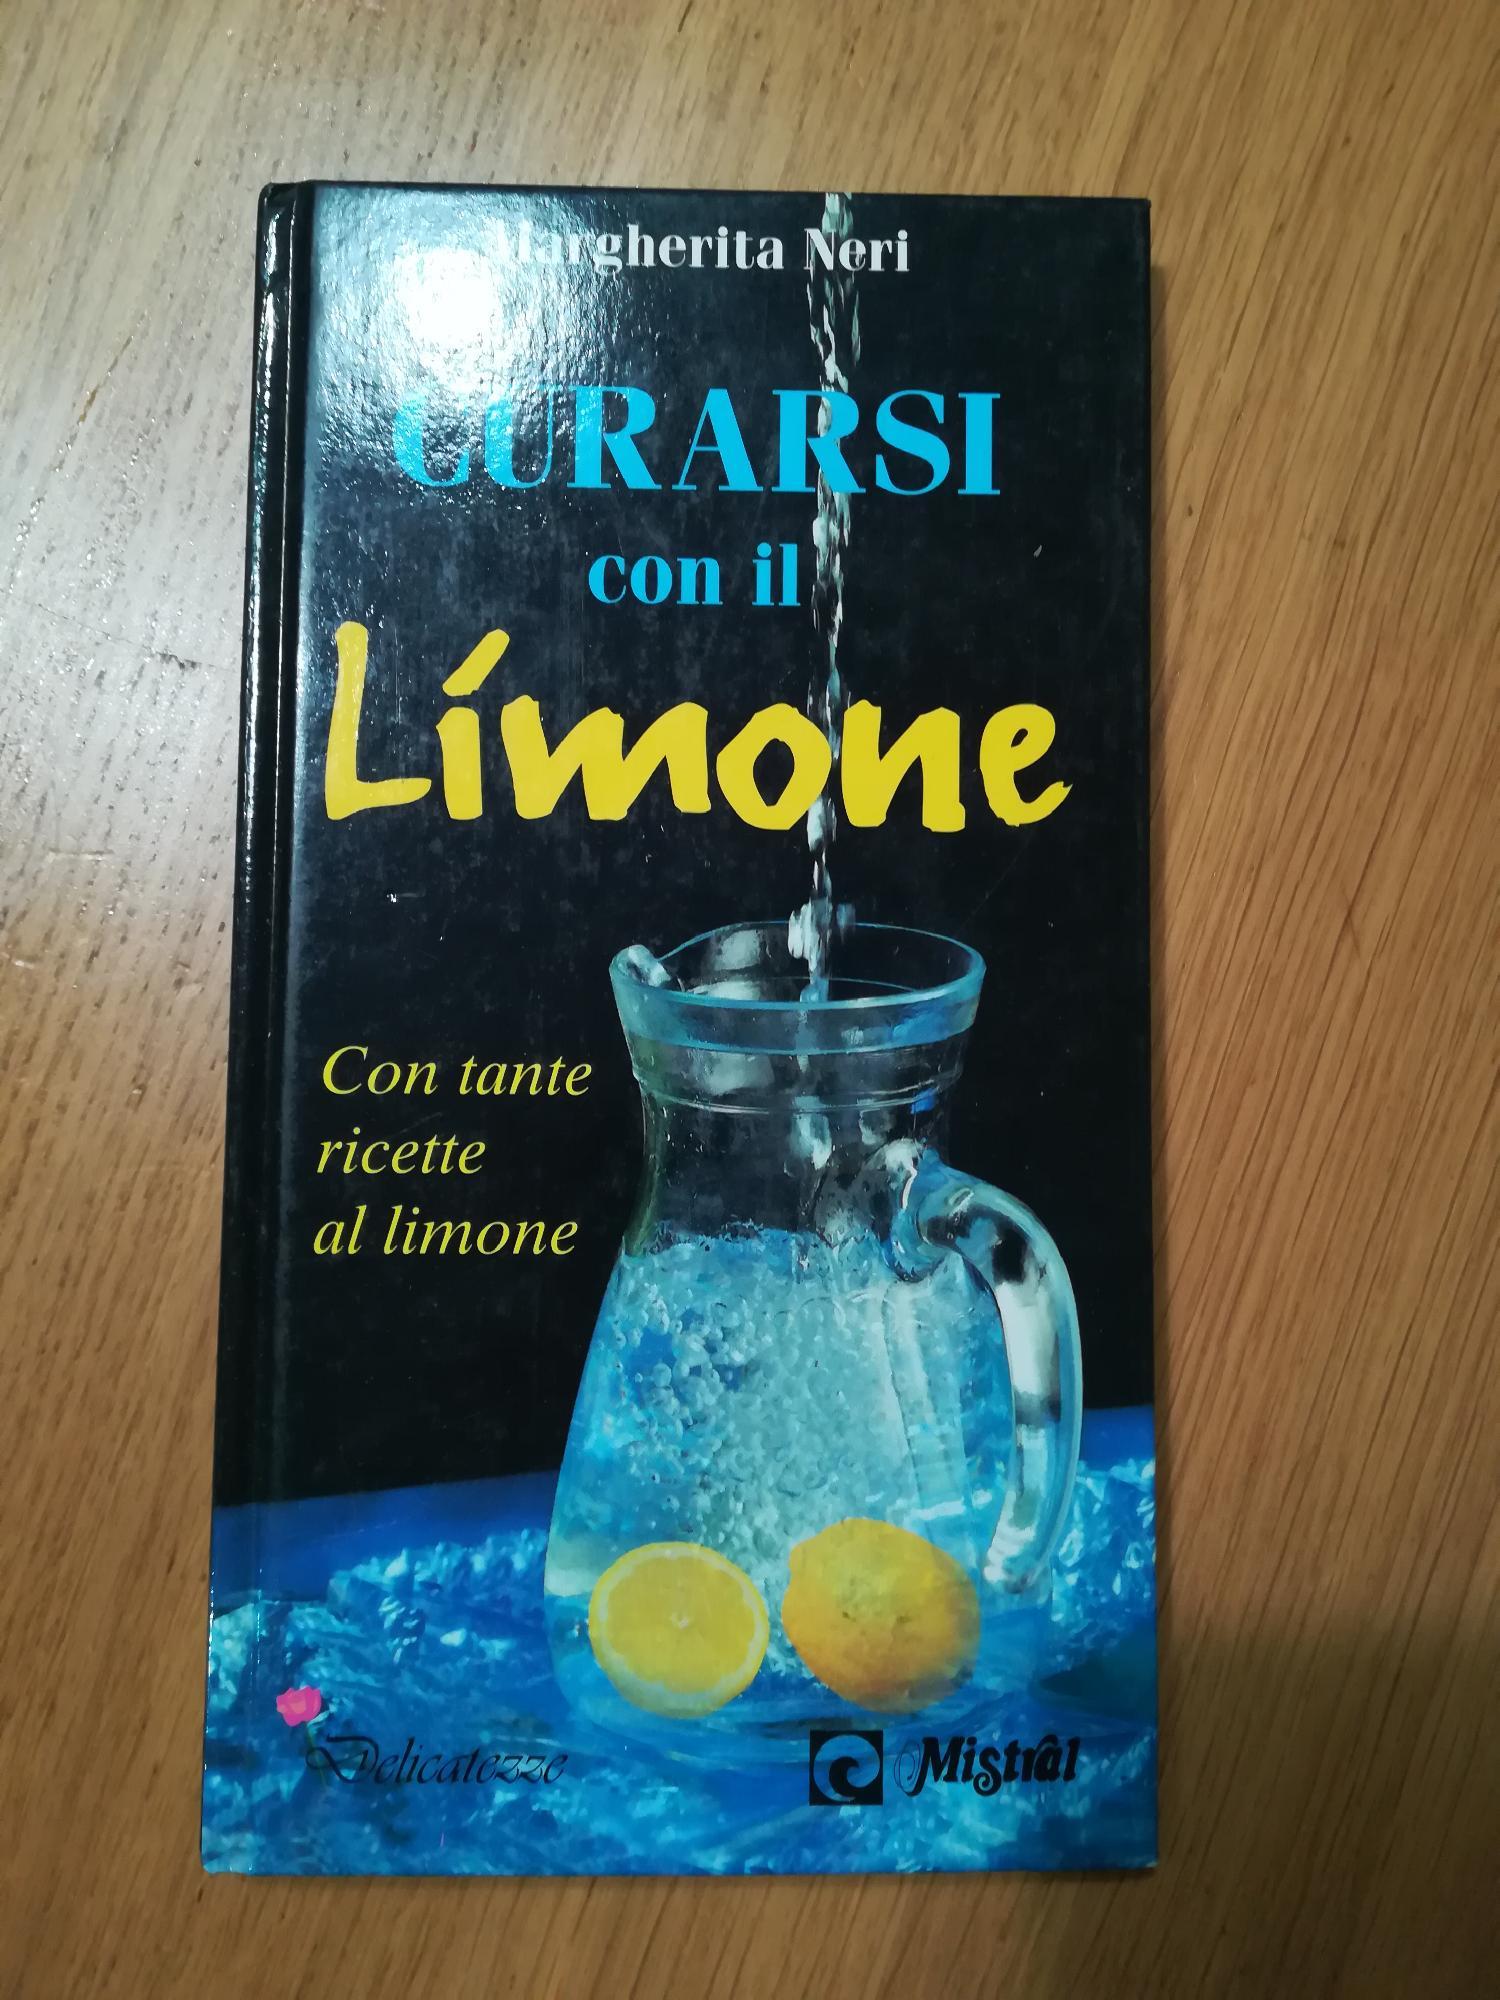 Margherita Neri
CURARSI
con il
Limone
Con tante
ricette
al limone
Delicatezze
Mistral